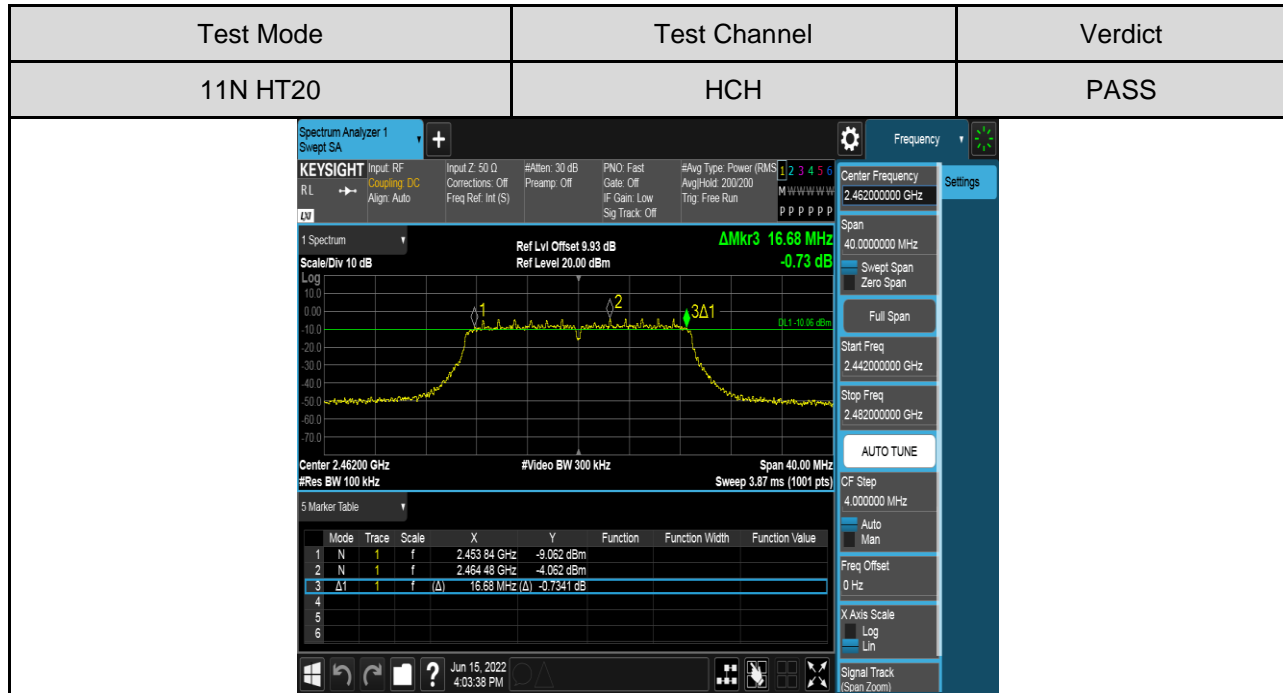 Test Mode Test Channel Verdict
11N HT20 HCH PASS
Spectrum Analyzer 1
Swept SA
+
Frequency
KEYSIGHT
RL
LXI
Input: RF
Coupling: DC
Align: Auto
Input Z: 50 Ω
Corrections: Off
Freq Ref: Int (S)
#Atten: 30 dB
Preamp: Off
PNO: Fast
Gate: Off
IF Gain: Low
Sig Track: Off
#Avg Type: Power (RMS
Avg|Hold: 200/200
Trig: Free Run
1 2 3 4 5 6
M W W W W W
P P P P P P
1 Spectrum
Scale/Div 10 dB
Ref Lvl Offset 9.93 dB
Ref Level 20.00 dBm
ΔMkr3 16.68 MHz
-0.73 dB
Log
10.0
0.00
-10.0
-20.0
-30.0
-40.0
-50.0
-60.0
-70.0
1
2
3Δ1
DL1 -10.06 dBm
Center 2.46200 GHz #Video BW 300 kHz Span 40.00 MHz
#Res BW 100 kHz Sweep 3.87 ms (1001 pts)
5 Marker Table
Mode Trace Scale X Y Function Function Width Function Value
1 N 1 f 2.453 84 GHz -9.062 dBm
2 N 1 f 2.464 48 GHz -4.062 dBm
3 Δ1 1 f (Δ) 16.68 MHz (Δ) -0.7341 dB
4
5
6
?
Jun 15, 2022
4:03:38 PM
Center Frequency
2.462000000 GHz
Settings
Span
40.0000000 MHz
Swept Span
Zero Span
Full Span
Start Freq
2.442000000 GHz
Stop Freq
2.482000000 GHz
AUTO TUNE
CF Step
4.000000 MHz
Auto
Man
Freq Offset
0 Hz
X Axis Scale
Log
Lin
Signal Track
(Span Zoom)